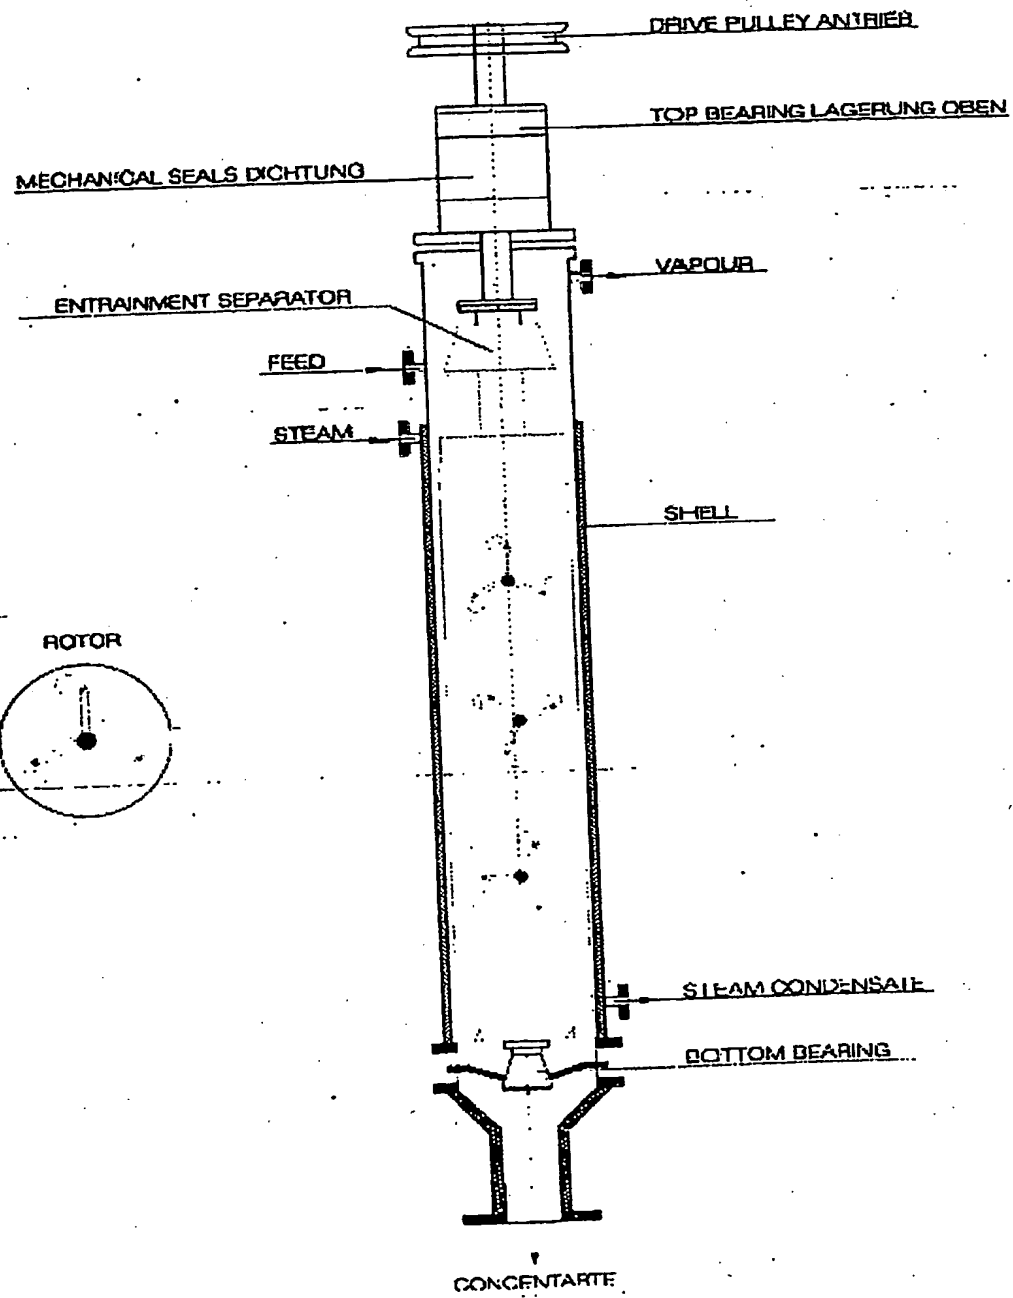 DRIVE PULLEY ANTRIEB
TOP BEARING LAGERUNG OBEN
MECHANICAL SEALS DICHTUNG
VAPOUR
ENTRAINMENT SEPARATOR
FEED
STEAM
SHELL
ROTOR
STEAM CONDENSATE
BOTTOM BEARING
CONCENTARTE